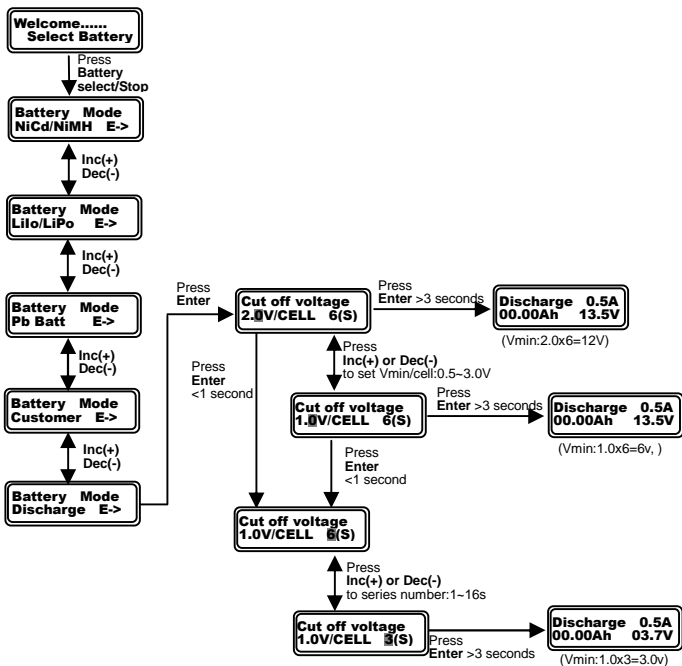 Welcome......
Select Battery
Press
Battery
select/Stop
Battery Mode
NiCd/NiMH E->
Inc(+)
Dec(-)
Battery Mode
LiIo/LiPo E->
Inc(+)
Dec(-)
Battery Mode
Pb Batt E->
Inc(+)
Dec(-)
Battery Mode
Customer E->
Inc(+)
Dec(-)
Battery Mode
Discharge E->
Press
Enter
Cut off voltage
2.0V/CELL 6(S)
Press
Enter >3 seconds
Discharge 0.5A
00.00Ah 13.5V
(Vmin:2.0x6=12V)
Press
Enter
<1 second
Press
Inc(+) or Dec(-)
to set Vmin/cell:0.5~3.0V
Cut off voltage
1.0V/CELL 6(S)
Press
Enter >3 seconds
Discharge 0.5A
00.00Ah 13.5V
(Vmin:1.0x6=6v, )
Press
Enter
<1 second
Cut off voltage
1.0V/CELL 6(S)
Press
Inc(+) or Dec(-)
to series number:1~16s
Cut off voltage
1.0V/CELL 3(S)
Press
Enter >3 seconds
Discharge 0.5A
00.00Ah 03.7V
(Vmin:1.0x3=3.0v)